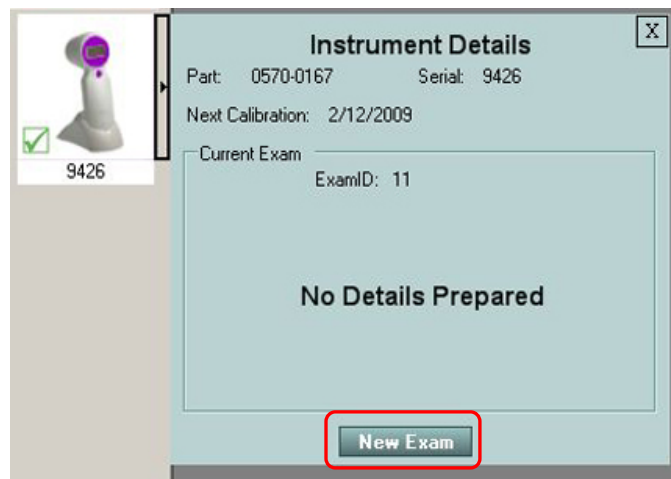 Instrument Details
X
Part: 0570-0167 Serial: 9426
Next Calibration: 2/12/2009
9426
Current Exam
ExamID: 11
No Details Prepared
New Exam